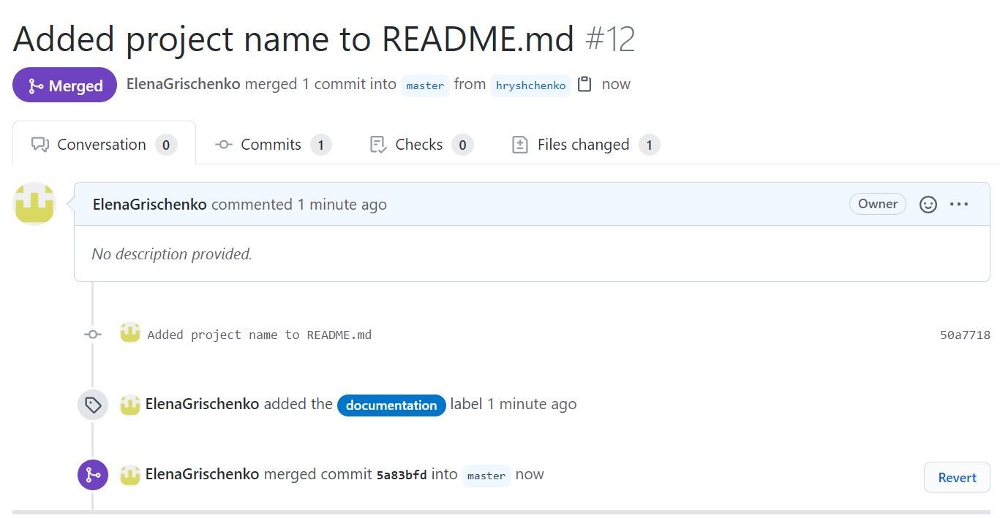 Added project name to README.md #12
Merged ElenaGrischenko merged 1 commit into master from hryshchenko now
Conversation 0 Commits 1 Checks 0 Files changed 1
ElenaGrischenko commented 1 minute ago Owner
No description provided.
Added project name to README.md 50a7718
ElenaGrischenko added the documentation label 1 minute ago
ElenaGrischenko merged commit 5a83bfd into master now Revert